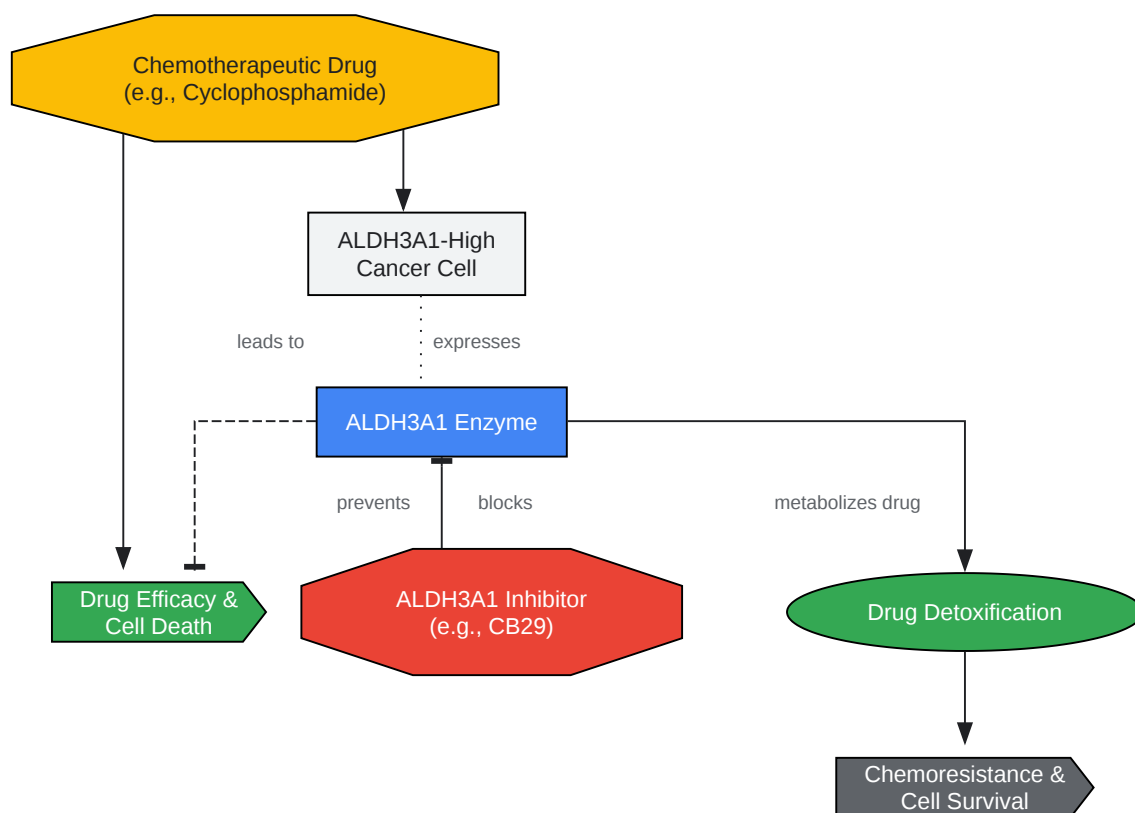 Chemotherapeutic Drug
(e.g., Cyclophosphamide)
ALDH3A1-High
Cancer Cell
leads to
expresses
ALDH3A1 Enzyme
prevents
blocks
metabolizes drug
Drug Efficacy &
Cell Death
ALDH3A1 Inhibitor
(e.g., CB29)
Drug Detoxification
Chemoresistance &
Cell Survival